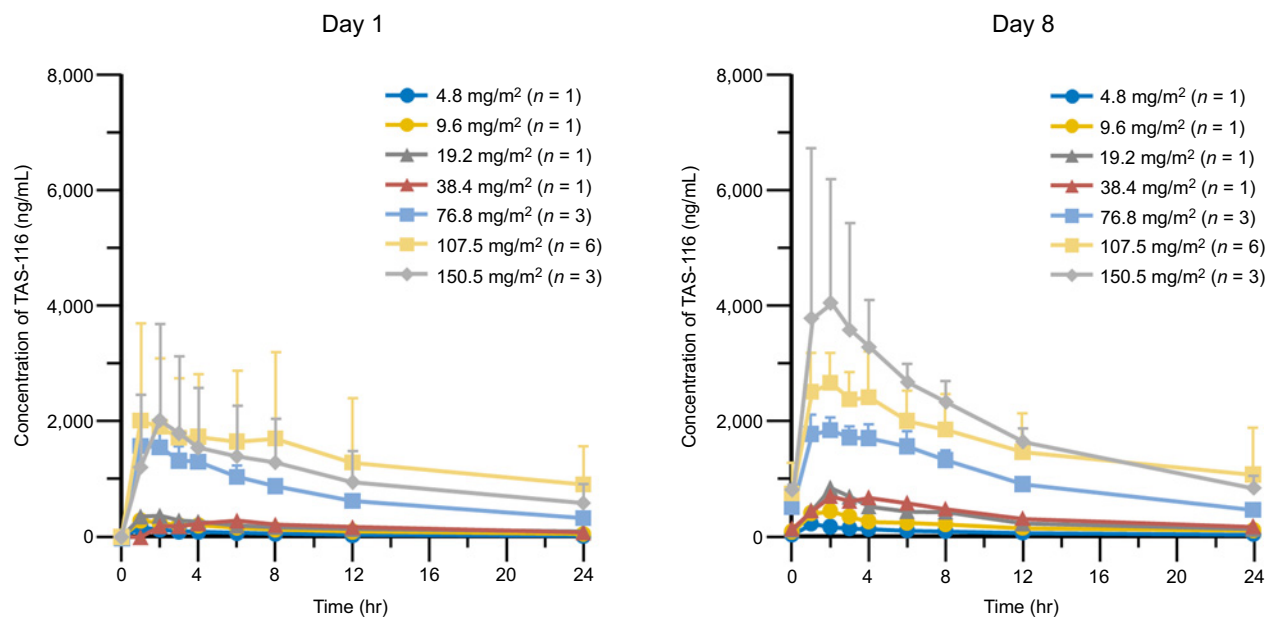 Day 1
Concentration of TAS-116 (ng/mL)
8,000
6,000
4,000
2,000
0
4.8 mg/m² (n = 1)
9.6 mg/m² (n = 1)
19.2 mg/m² (n = 1)
38.4 mg/m² (n = 1)
76.8 mg/m² (n = 3)
107.5 mg/m² (n = 6)
150.5 mg/m² (n = 3)
0 4 8 12 16 20 24
Time (hr)
Day 8
Concentration of TAS-116 (ng/mL)
8,000
6,000
4,000
2,000
0
4.8 mg/m² (n = 1)
9.6 mg/m² (n = 1)
19.2 mg/m² (n = 1)
38.4 mg/m² (n = 1)
76.8 mg/m² (n = 3)
107.5 mg/m² (n = 6)
150.5 mg/m² (n = 3)
0 4 8 12 16 20 24
Time (hr)